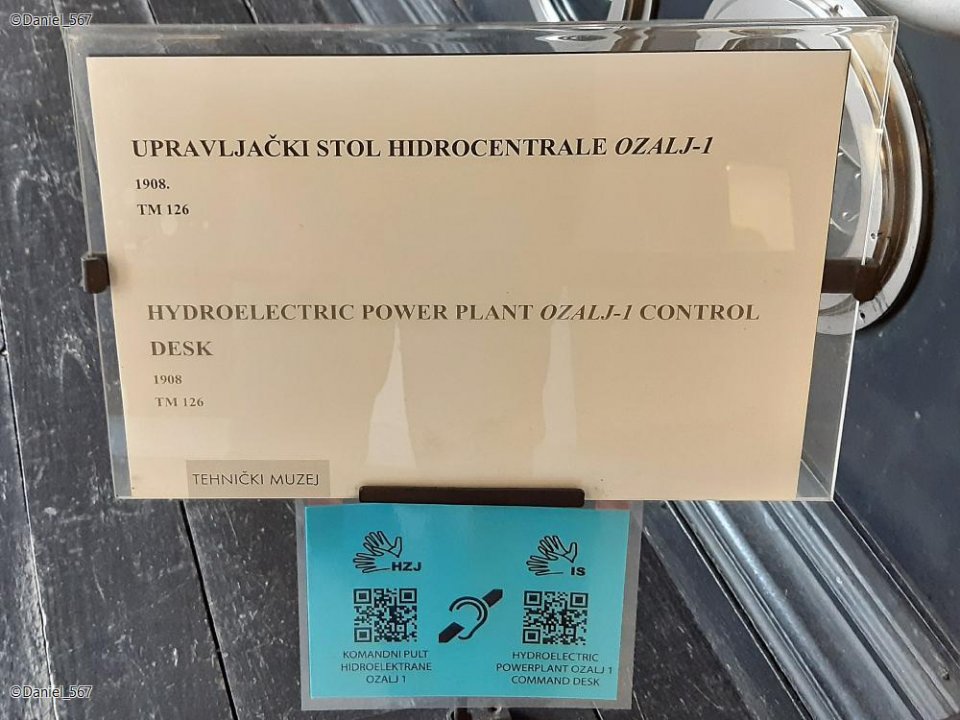 ©Daniel_567
UPRAVLJAČKI STOL HIDROCENTRALE OZALJ-1
1908.
TM 126
HYDROELECTRIC POWER PLANT OZALJ-1 CONTROL
DESK
1908
TM 126
TEHNIČKI MUZEJ
HZJ
IS
KOMANDNI PULT
HIDROELEKTRANE
OZALJ 1
HYDROELECTRIC
POWERPLANT OZALJ 1
COMMAND DESK
©Daniel_567